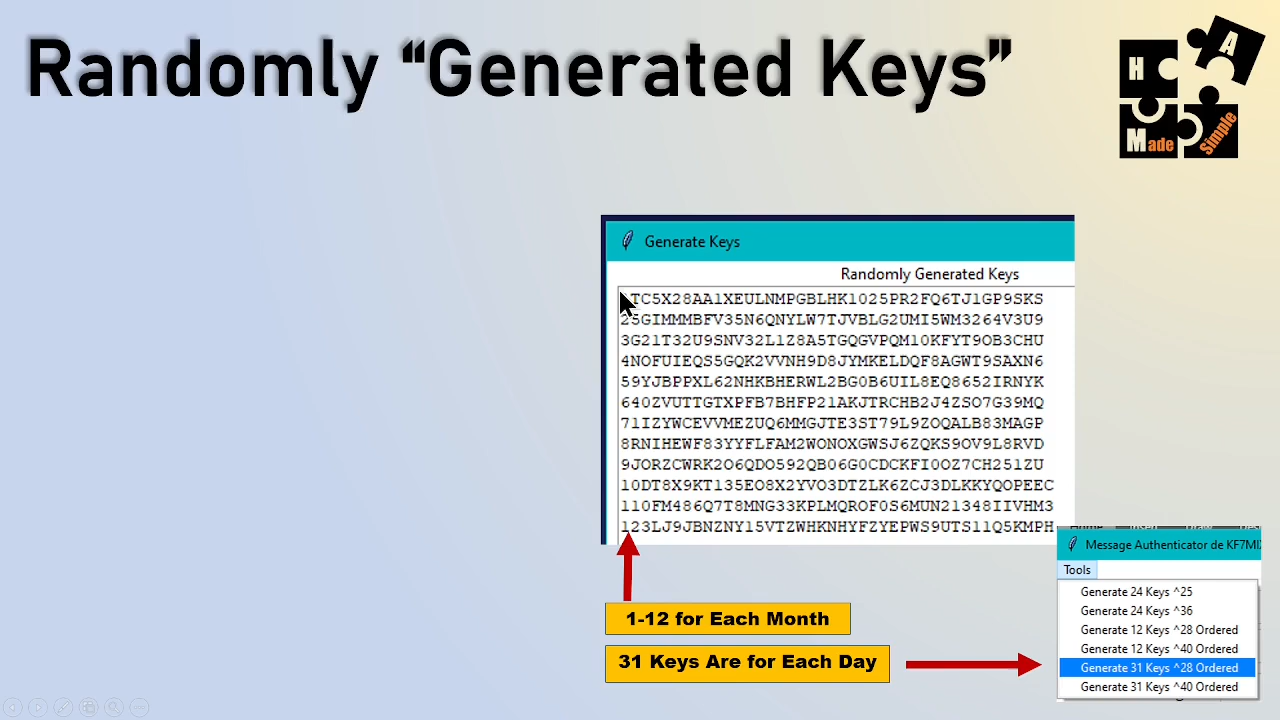 Randomly “Generated Keys”
H A
Made Simple
Generate Keys
Randomly Generated Keys
TC5X28AA1XEULNMPGBLHK1025PR2FQ6TJ1GP9SKS
25GIMMMBFV35N6QNYLW7TJVBLG2UMI5WM3264V3U9
3G21T32U9SNV32L1Z8A5TGQGVPQM10KFYT9OB3CHU
4NOFUIEQS5GQK2VVNH9D8JYMKELDQF8AGWT9SAXN6
59YJBPPXL62NHKBHERWL2BG0B6UIL8EQ8652IRNYK
640ZVUTTGTXPFB7BHFP21AKJTRCHB2J4ZSO7G39MQ
71IZYWCEVVMEZUQ6MMGJTE3ST79L9ZOQALB83MAGP
8RNIHEWF83YYFLFAM2WONOXGWSJ6ZQKS9OV9L8RVD
9JORZCWRK2O6QDO592QB06G0CDCKFI0OZ7CH251ZU
10DT8X9KT135EO8X2YVO3DTZLK6ZCJ3DLKKYQOPEEC
110FM486Q7T8MNG33KPLMQROF0S6MUN21348IIVHM3
123LJ9JBNZNY15VTZWHKNHYFZYEPWS9UTS11Q5KMPH
Message Authenticator de KF7MI
Tools
Generate 24 Keys ^25
Generate 24 Keys ^36
Generate 12 Keys ^28 Ordered
Generate 12 Keys ^40 Ordered
Generate 31 Keys ^28 Ordered
Generate 31 Keys ^40 Ordered
1-12 for Each Month
31 Keys Are for Each Day